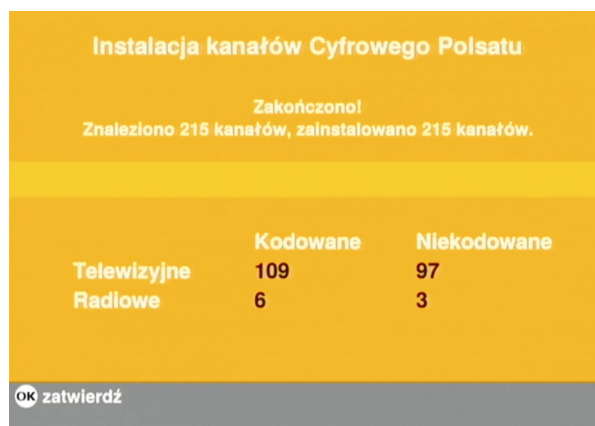 Instalacja kanałów Cyfrowego Polsatu
Zakończono!
Znaleziono 215 kanałów, zainstalowano 215 kanałów.
Kodowane Niekodowane
Telewizyjne 109 97
Radiowe 6 3
OK zatwierdź